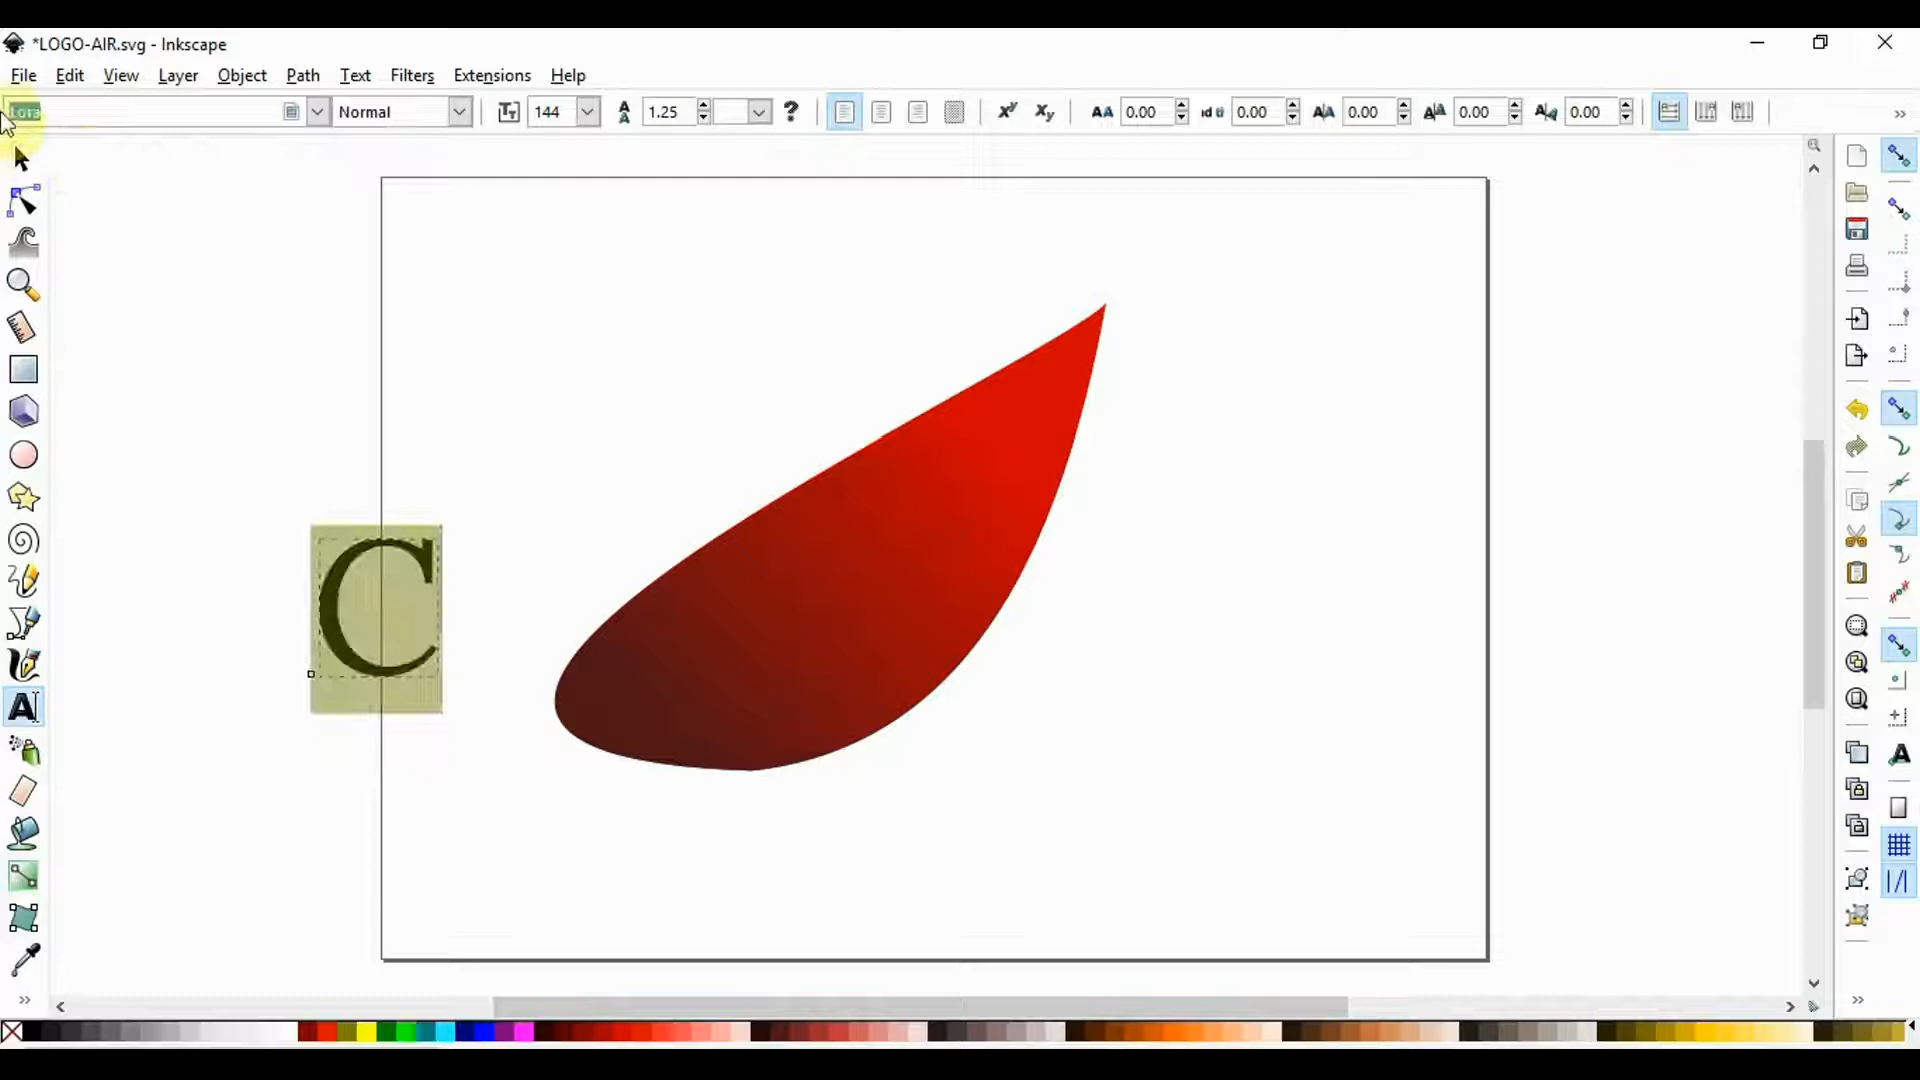 *LOGO-AIR.svg - Inkscape
File Edit View Layer Object Path Text Filters Extensions Help
Lora Normal 144 1.25 0.00 0.00 0.00 0.00 0.00
C